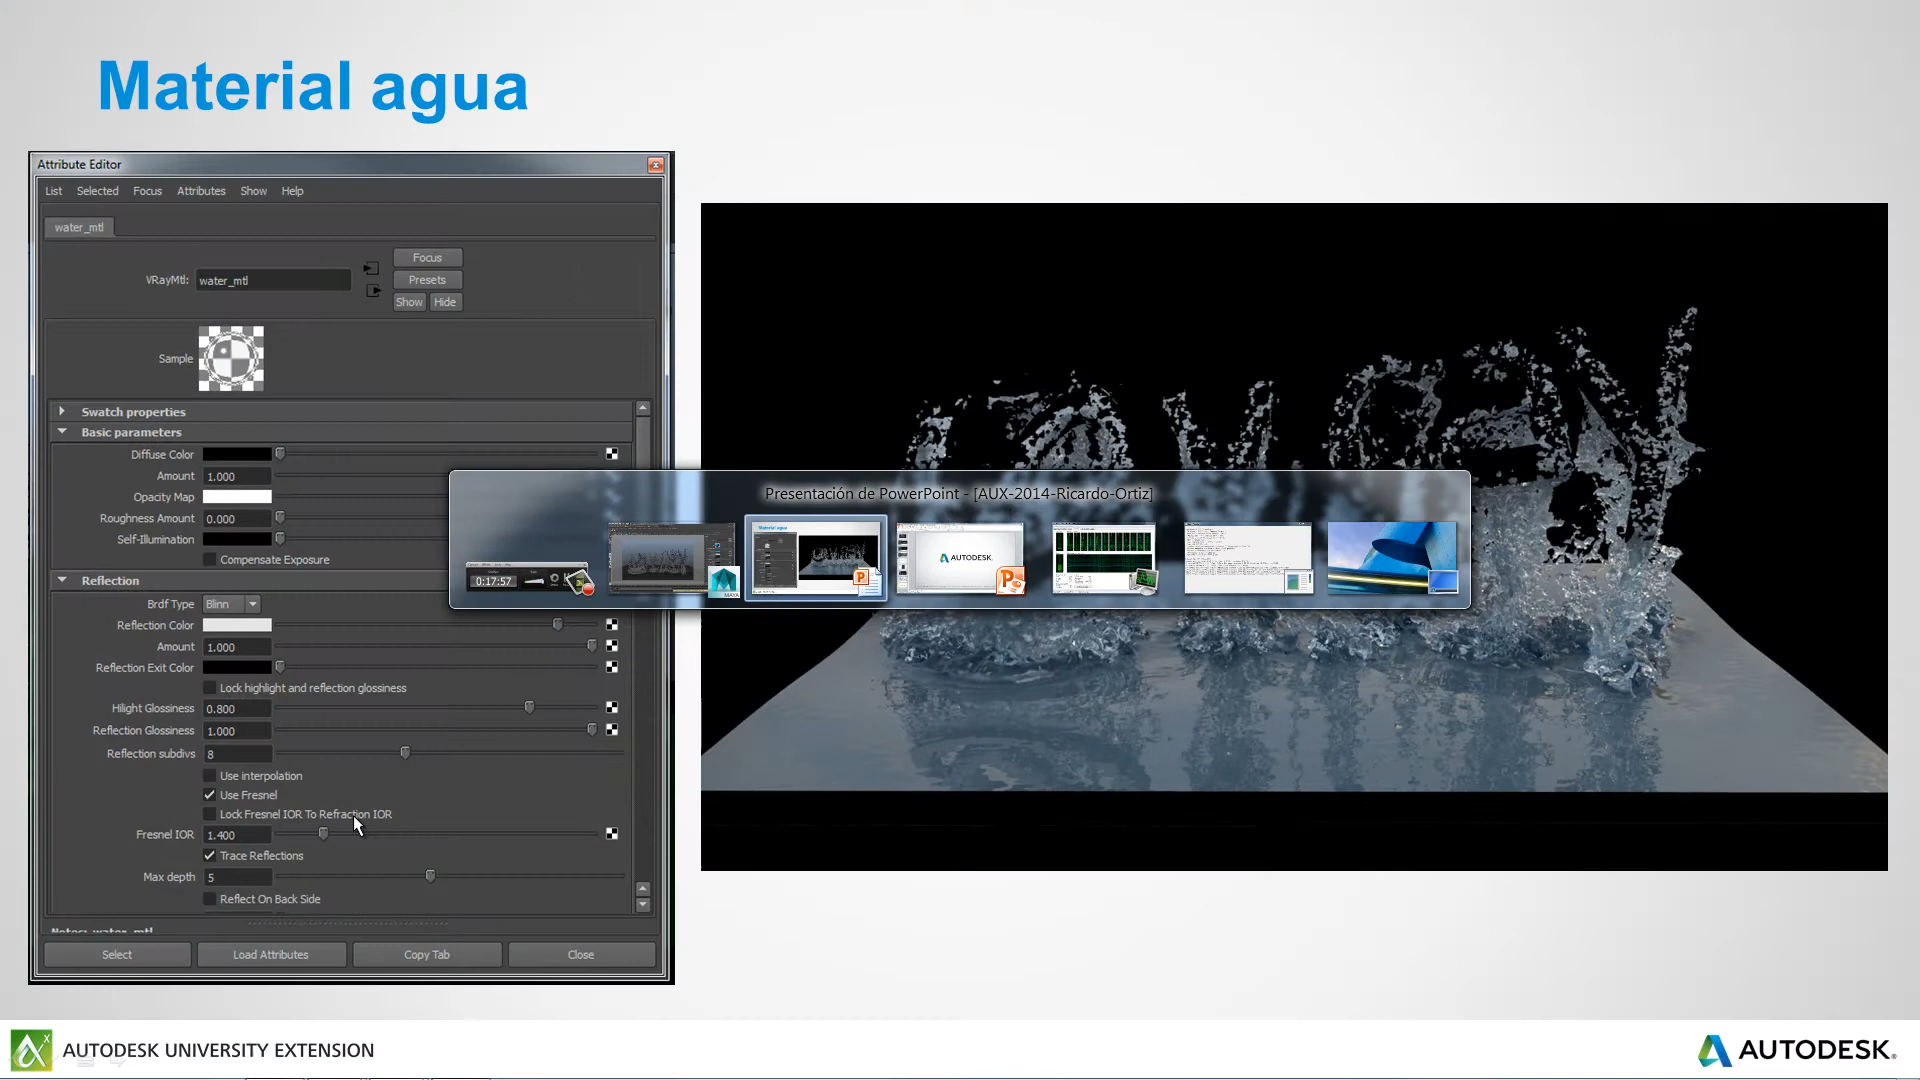 Material agua
Attribute Editor
List Selected Focus Attributes Show Help
water_mtl
Focus
VRayMtl: water_mtl
Presets
Show Hide
Sample
Swatch properties
Basic parameters
Diffuse Color
Amount 1.000
Opacity Map
Roughness Amount 0.000
Self-Illumination
Compensate Exposure
Reflection
Brdf Type Blinn
Reflection Color
Amount 1.000
Reflection Exit Color
Lock highlight and reflection glossiness
Hilight Glossiness 0.800
Reflection Glossiness 1.000
Reflection subdivs 8
Use interpolation
Use Fresnel
Lock Fresnel IOR To Refraction IOR
Fresnel IOR 1.400
Trace Reflections
Max depth 5
Reflect On Back Side
Notes: water_mtl
Select Load Attributes Copy Tab Close
Presentación de PowerPoint - [AUX-2014-Ricardo-Ortiz]
0:17:57
MAYA
Material agua
AUTODESK.
AUTODESK UNIVERSITY EXTENSION
AUTODESK.